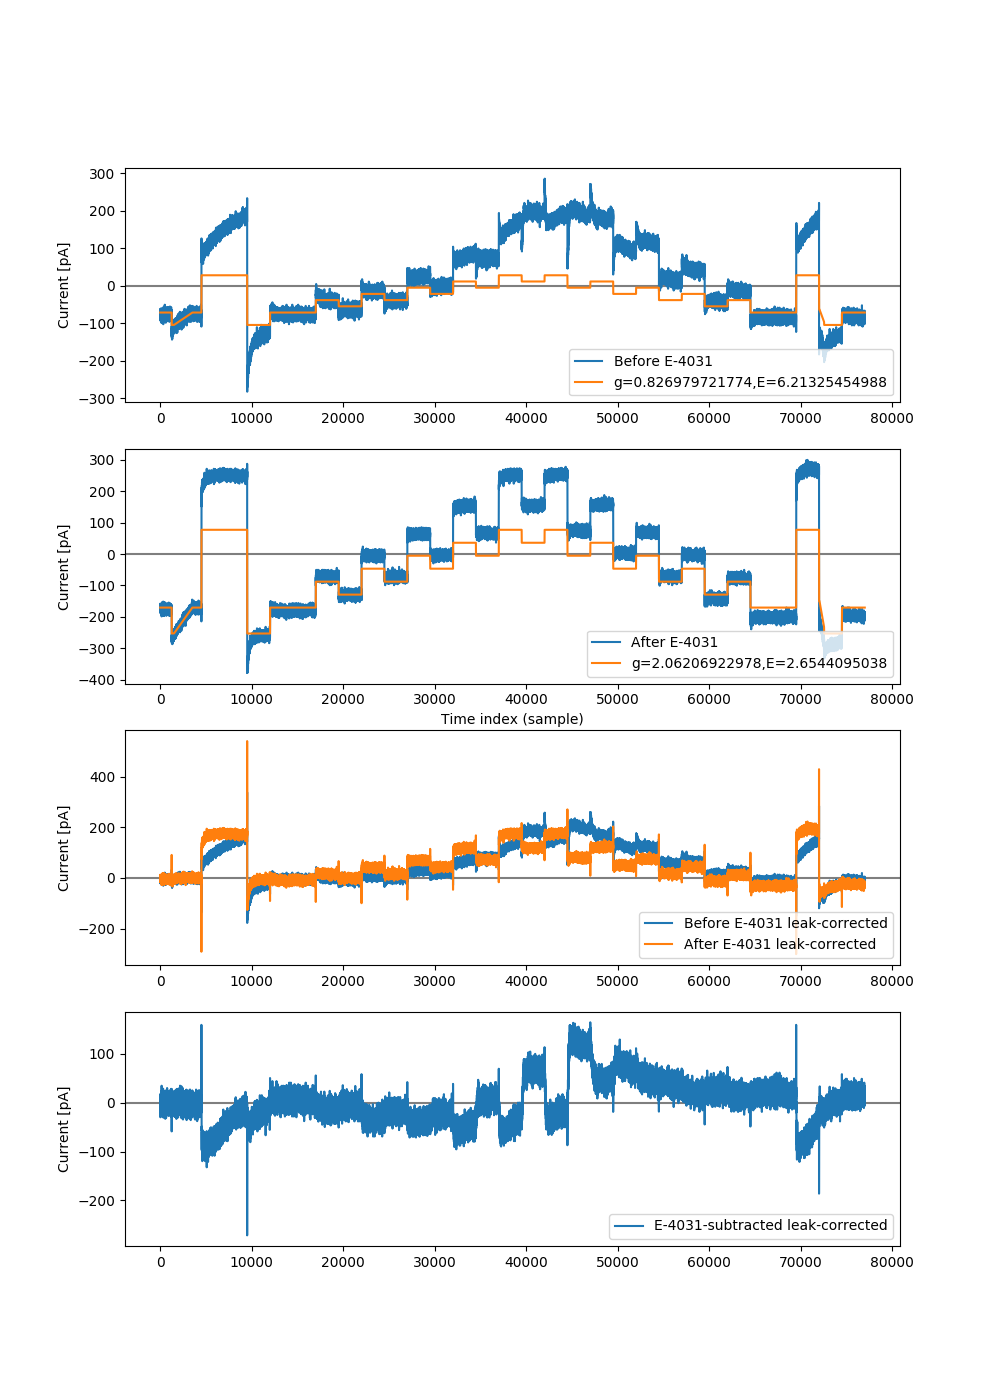 300
200
100
0
−100
−200
−300
Current [pA]
0 10000 20000 30000 40000 50000 60000 70000 80000
Before E-4031
g=0.826979721774,E=6.21325454988
300
200
100
0
−100
−200
−300
−400
Current [pA]
0 10000 20000 30000 40000 50000 60000 70000 80000
Time index (sample)
After E-4031
g=2.06206922978,E=2.6544095038
400
200
0
−200
Current [pA]
0 10000 20000 30000 40000 50000 60000 70000 80000
Before E-4031 leak-corrected
After E-4031 leak-corrected
100
0
−100
−200
Current [pA]
0 10000 20000 30000 40000 50000 60000 70000 80000
E-4031-subtracted leak-corrected